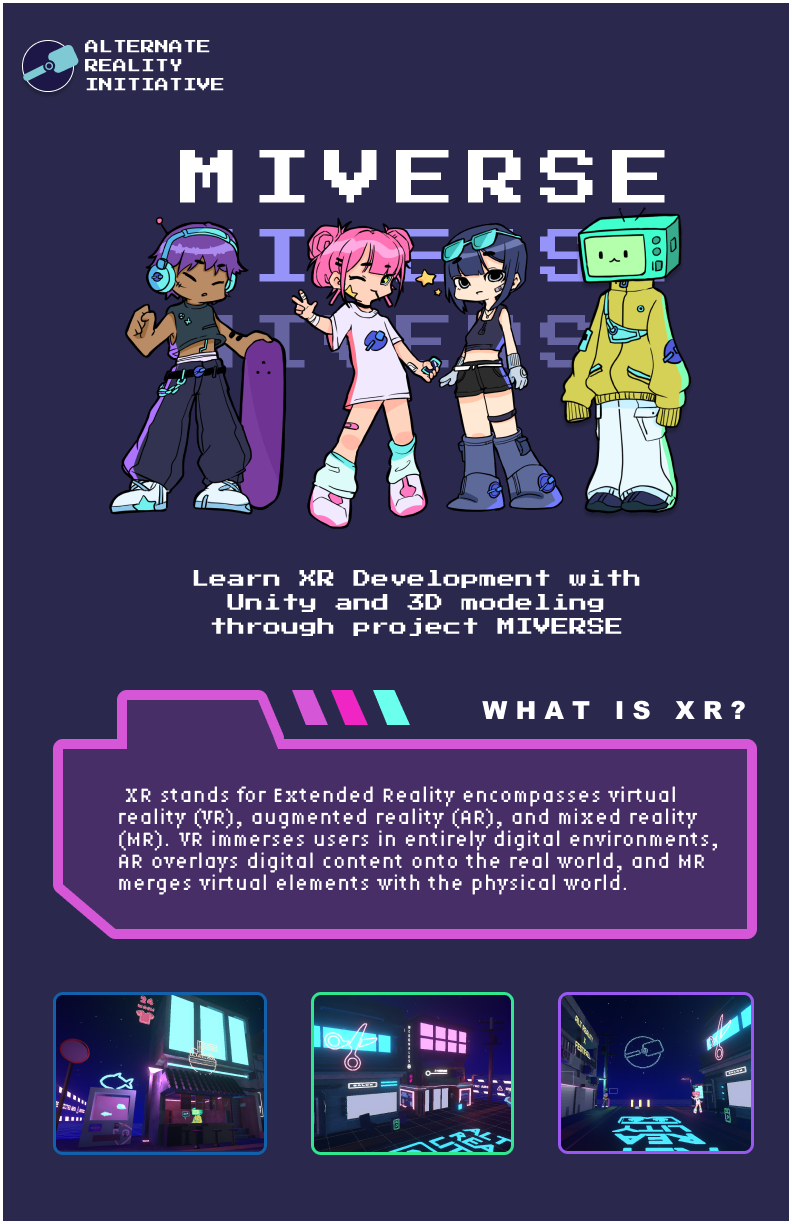 ALTERNATE
REALITY
INITIATIVE
MIVERSE
Learn XR Development with
Unity and 3D modeling
through project MIVERSE
WHAT IS XR?
XR stands for Extended Reality encompasses virtual
reality (VR), augmented reality (AR), and mixed reality
(MR). VR immerses users in entirely digital environments,
AR overlays digital content onto the real world, and MR
merges virtual elements with the physical world.
24